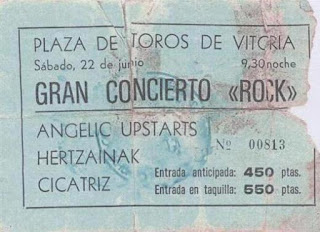 PLAZA DE TOROS DE VITORIA
Sábado, 22 de junio 9,30 noche
GRAN CONCIERTO «ROCK»
ANGELIC UPSTARTS
HERTZAINAK Nº 00813
CICATRIZ Entrada anticipada: 450 ptas.
Entrada en taquilla: 550 ptas.